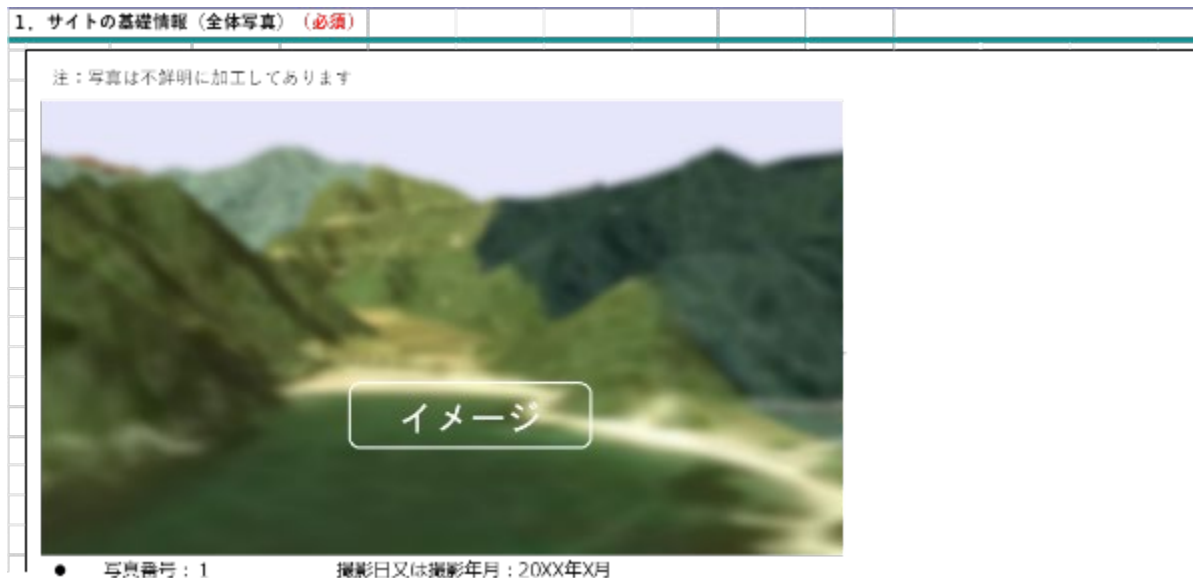 1．サイトの基礎情報（全体写真）（必須）
注：写真は不鮮明に加工してあります
イメージ
● 写真番号：1 撮影日又は撮影年月：20XX年X月